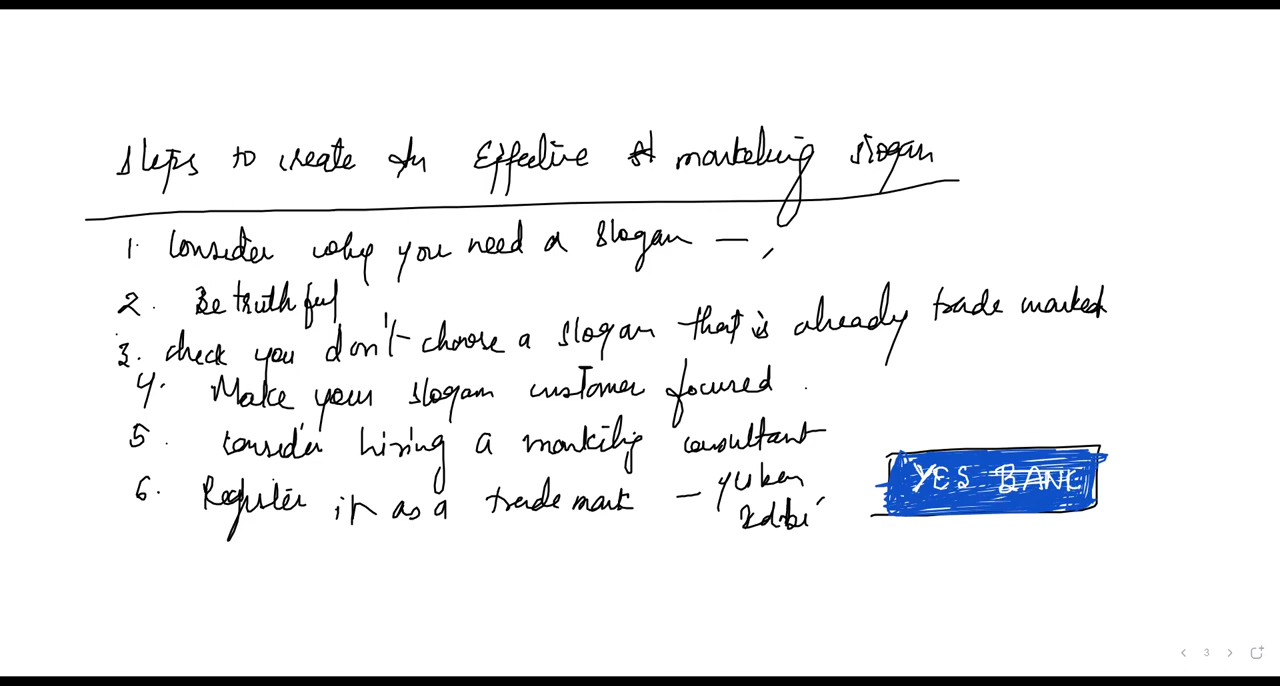 Steps to create an Effective marketing slogan
1. Consider why you need a slogan —
2. Be truthful
3. check you don't choose a slogan that is already trade marked
4. Make your slogan customer focused.
5. Consider hiring a marketing consultant
6. Register it as a trade mark —
YES BANK
3